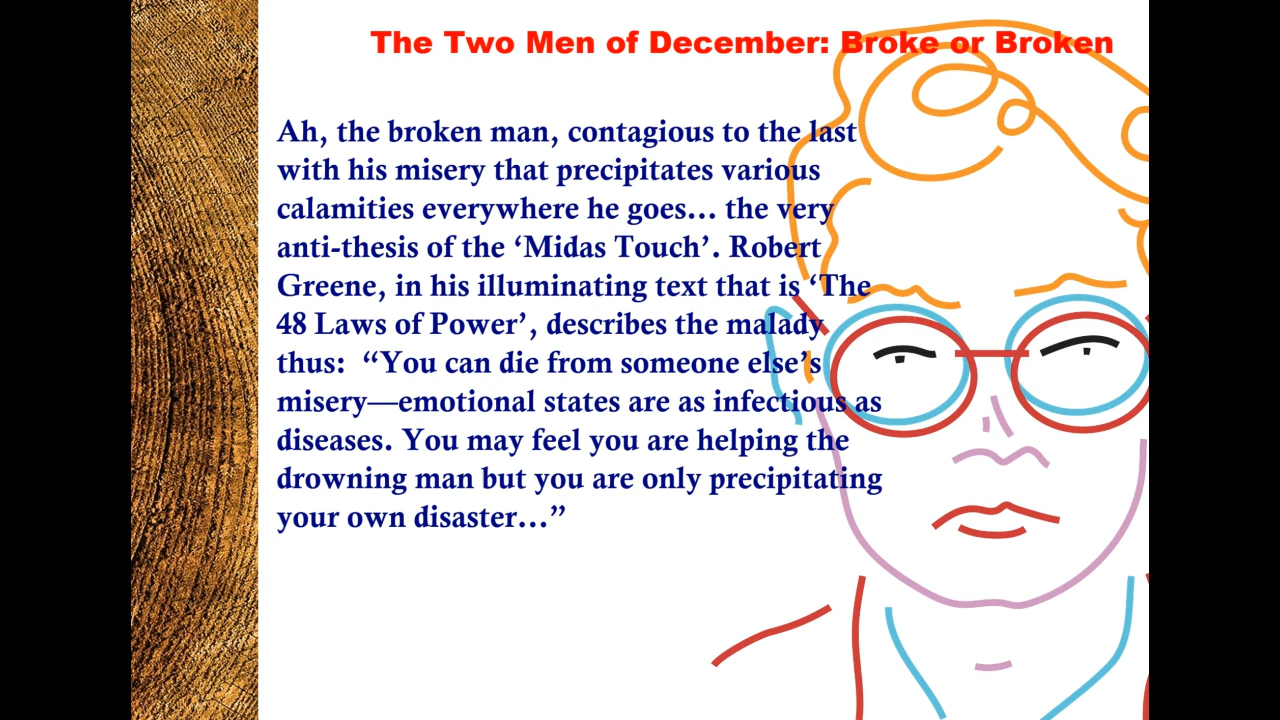 The Two Men of December: Broke or Broken
Ah, the broken man, contagious to the last
with his misery that precipitates various
calamities everywhere he goes… the very
anti-thesis of the ‘Midas Touch’. Robert
Greene, in his illuminating text that is ‘The
48 Laws of Power’, describes the malady
thus:  “You can die from someone else’s
misery—emotional states are as infectious as
diseases. You may feel you are helping the
drowning man but you are only precipitating
your own disaster…”